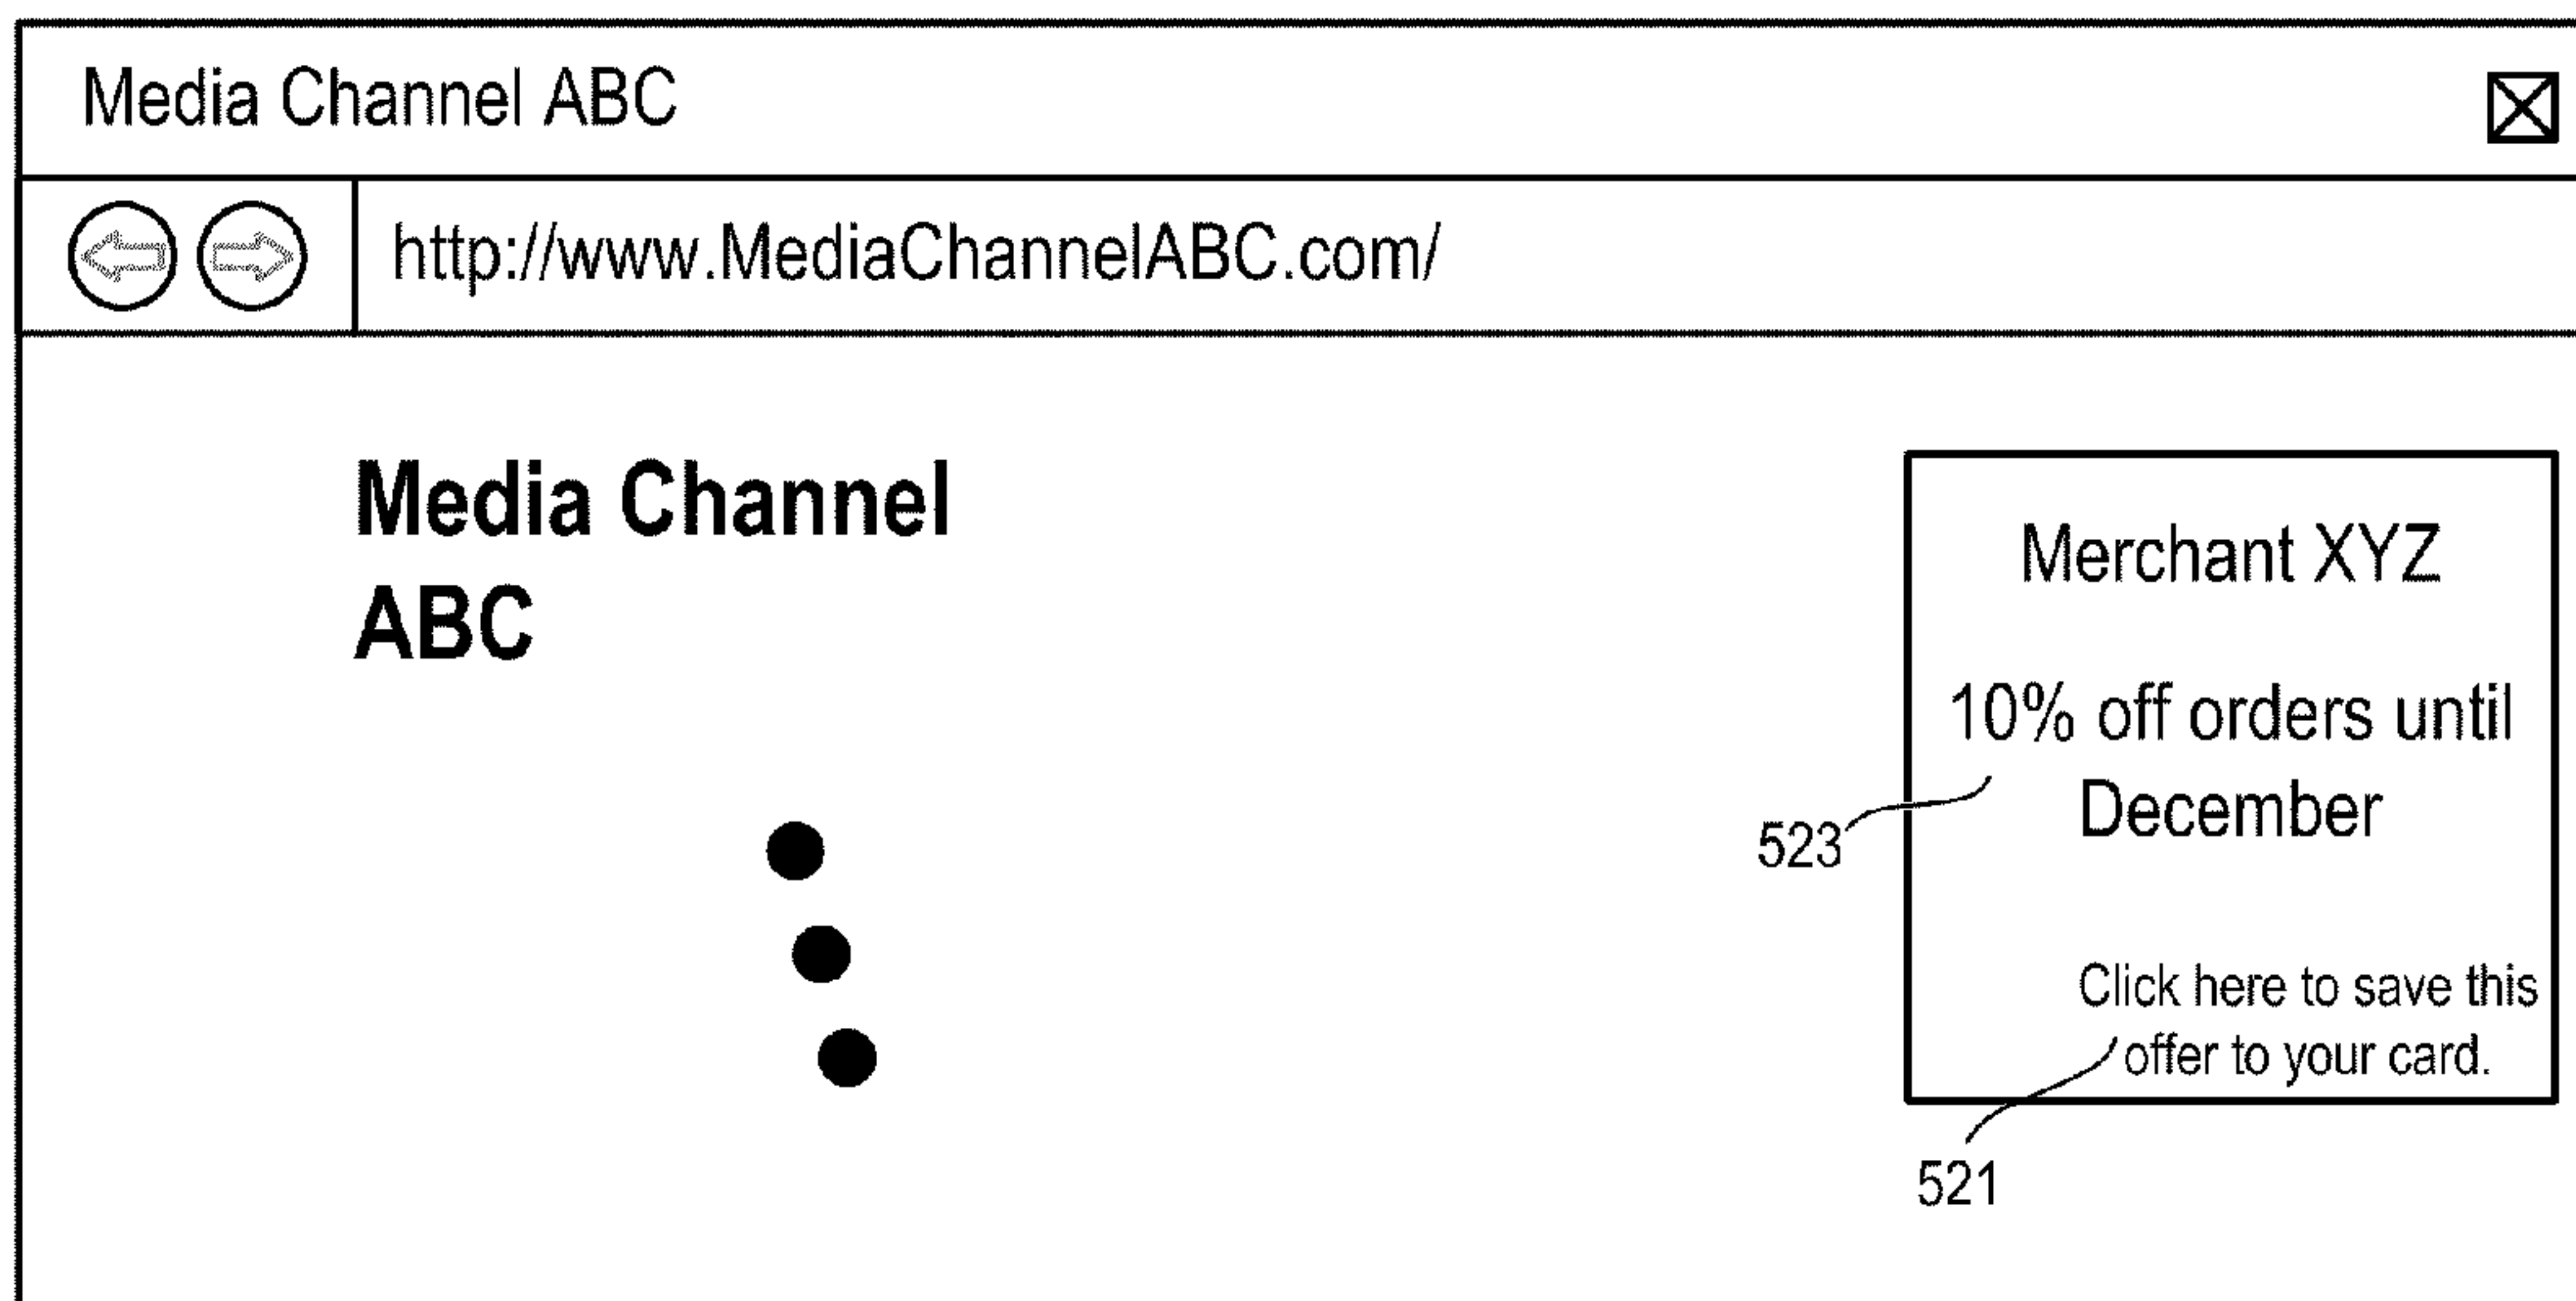 Media Channel ABC
http://www.MediaChannelABC.com/
Media Channel
ABC
Merchant XYZ
10% off orders until
December
523
Click here to save this
offer to your card.
521